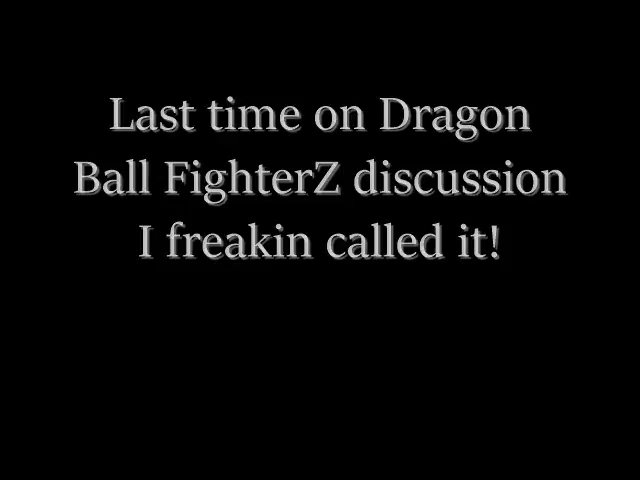 Last time on Dragon
Ball FighterZ discussion
I freakin called it!